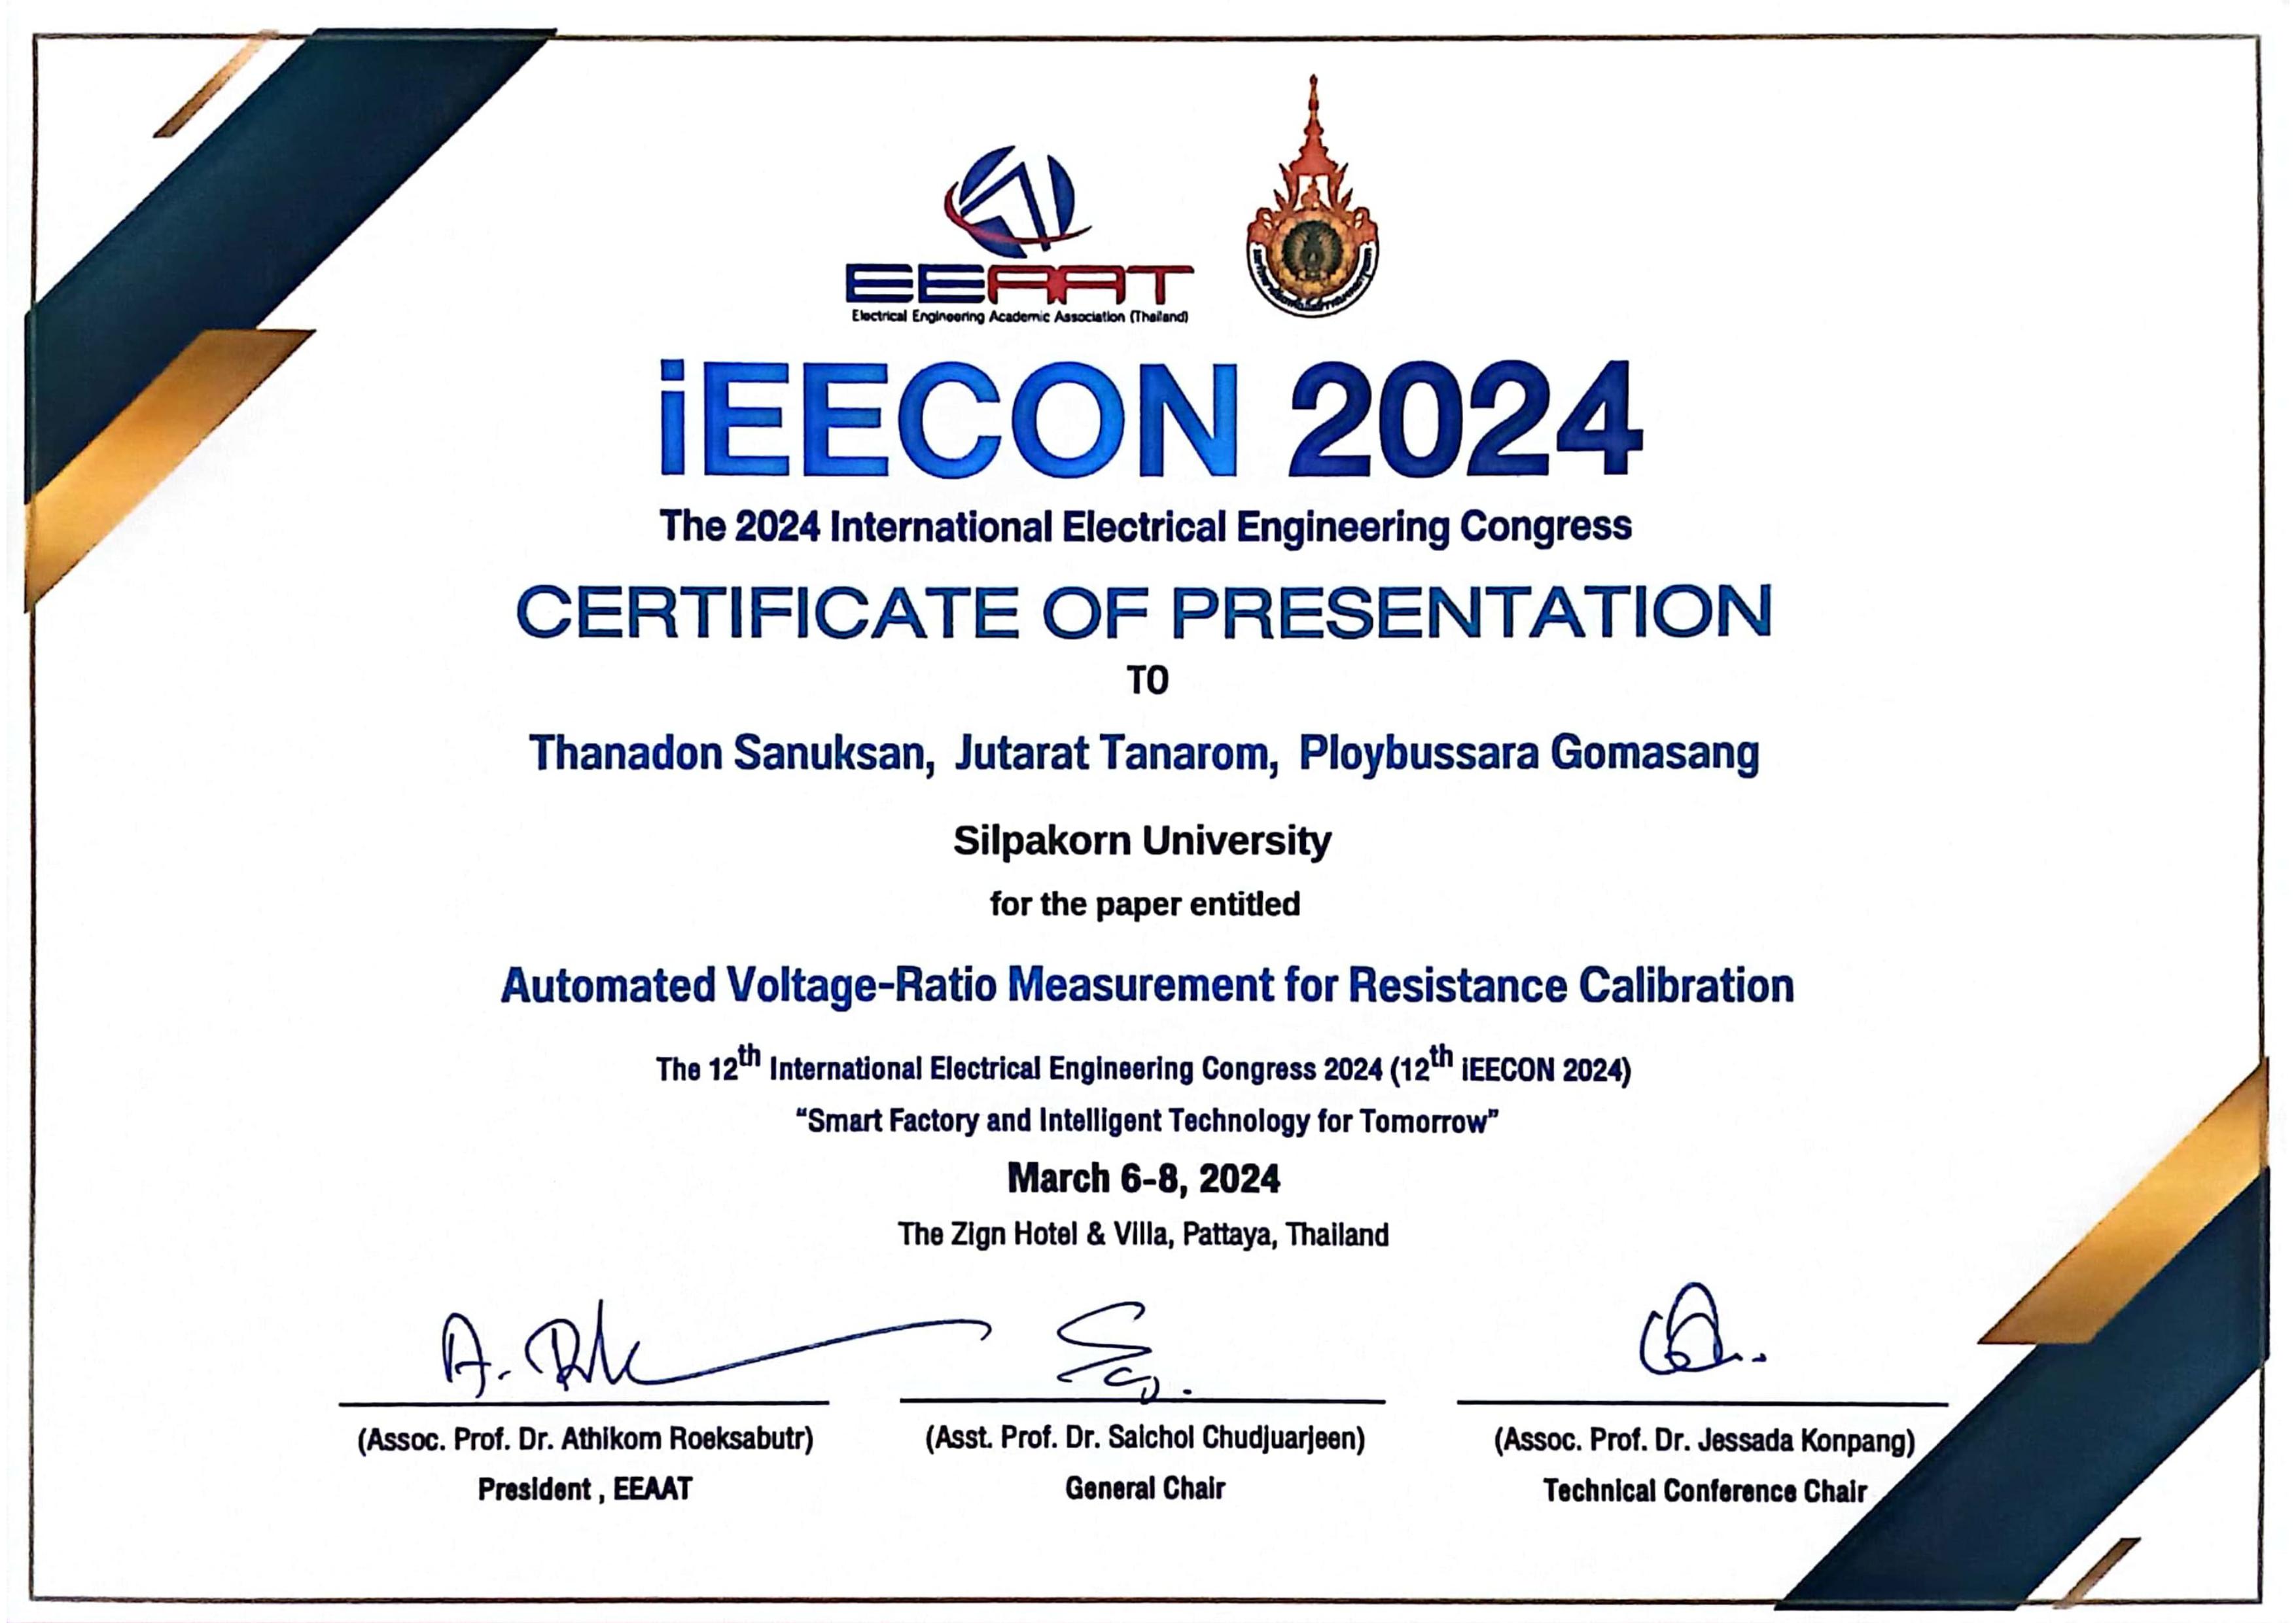 EEAAT
Electrical Engineering Academic Association (Thailand)
iEECON 2024
The 2024 International Electrical Engineering Congress
CERTIFICATE OF PRESENTATION
TO
Thanadon Sanuksan, Jutarat Tanarom, Ploybussara Gomasang
Silpakorn University
for the paper entitled
Automated Voltage-Ratio Measurement for Resistance Calibration
The 12th International Electrical Engineering Congress 2024 (12th iEECON 2024)
“Smart Factory and Intelligent Technology for Tomorrow”
March 6-8, 2024
The Zign Hotel & Villa, Pattaya, Thailand
(Assoc. Prof. Dr. Athikom Roeksabutr)
President , EEAAT
(Asst. Prof. Dr. Saichol Chudjuarjeen)
General Chair
(Assoc. Prof. Dr. Jessada Konpang)
Technical Conference Chair